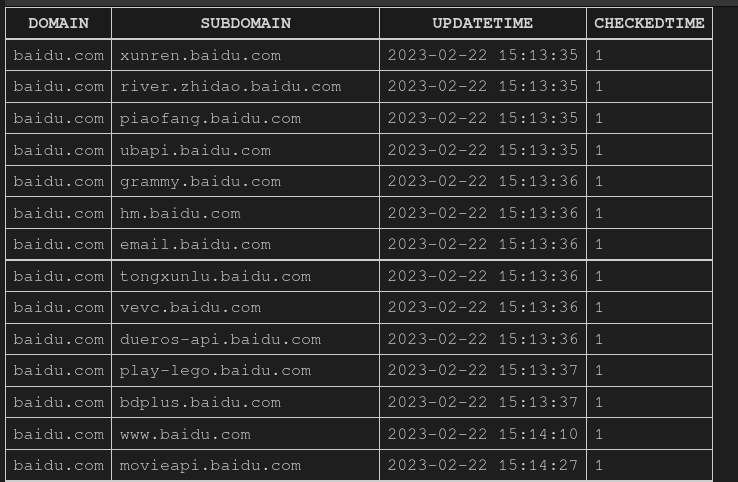 DOMAIN SUBDOMAIN UPDATETIME CHECKEDTIME
baidu.com xunren.baidu.com 2023-02-22 15:13:35 1
baidu.com river.zhidao.baidu.com 2023-02-22 15:13:35 1
baidu.com piaofang.baidu.com 2023-02-22 15:13:35 1
baidu.com ubapi.baidu.com 2023-02-22 15:13:35 1
baidu.com grammy.baidu.com 2023-02-22 15:13:36 1
baidu.com hm.baidu.com 2023-02-22 15:13:36 1
baidu.com email.baidu.com 2023-02-22 15:13:36 1
baidu.com tongxunlu.baidu.com 2023-02-22 15:13:36 1
baidu.com vevc.baidu.com 2023-02-22 15:13:36 1
baidu.com dueros-api.baidu.com 2023-02-22 15:13:36 1
baidu.com play-lego.baidu.com 2023-02-22 15:13:37 1
baidu.com bdplus.baidu.com 2023-02-22 15:13:37 1
baidu.com www.baidu.com 2023-02-22 15:14:10 1
baidu.com movieapi.baidu.com 2023-02-22 15:14:27 1